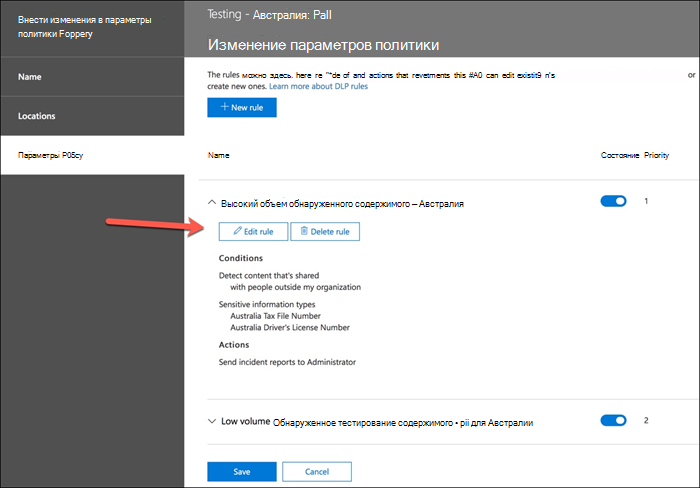 Внести изменения в параметры
политики Foppery
Name
Locations
Параметры P05cy
Testing - Австралия: Pall
Изменение параметров политики
The rules можно здесь. here re "*de of and actions that revetments this #A0 can edit existit9 n's or
create new ones. Learn more about DLP rules
+ New rule
Name Состояние Priority
Высокий объем обнаруженного содержимого – Австралия 1
Edit rule Delete rule
Conditions
Detect content that's shared
with people outside my organization
Sensitive information types
Australia Tax File Number
Australia Driver's License Number
Actions
Send incident reports to Administrator
Low volume Обнаруженное тестирование содержимого • pii для Австралии 2
Save Cancel